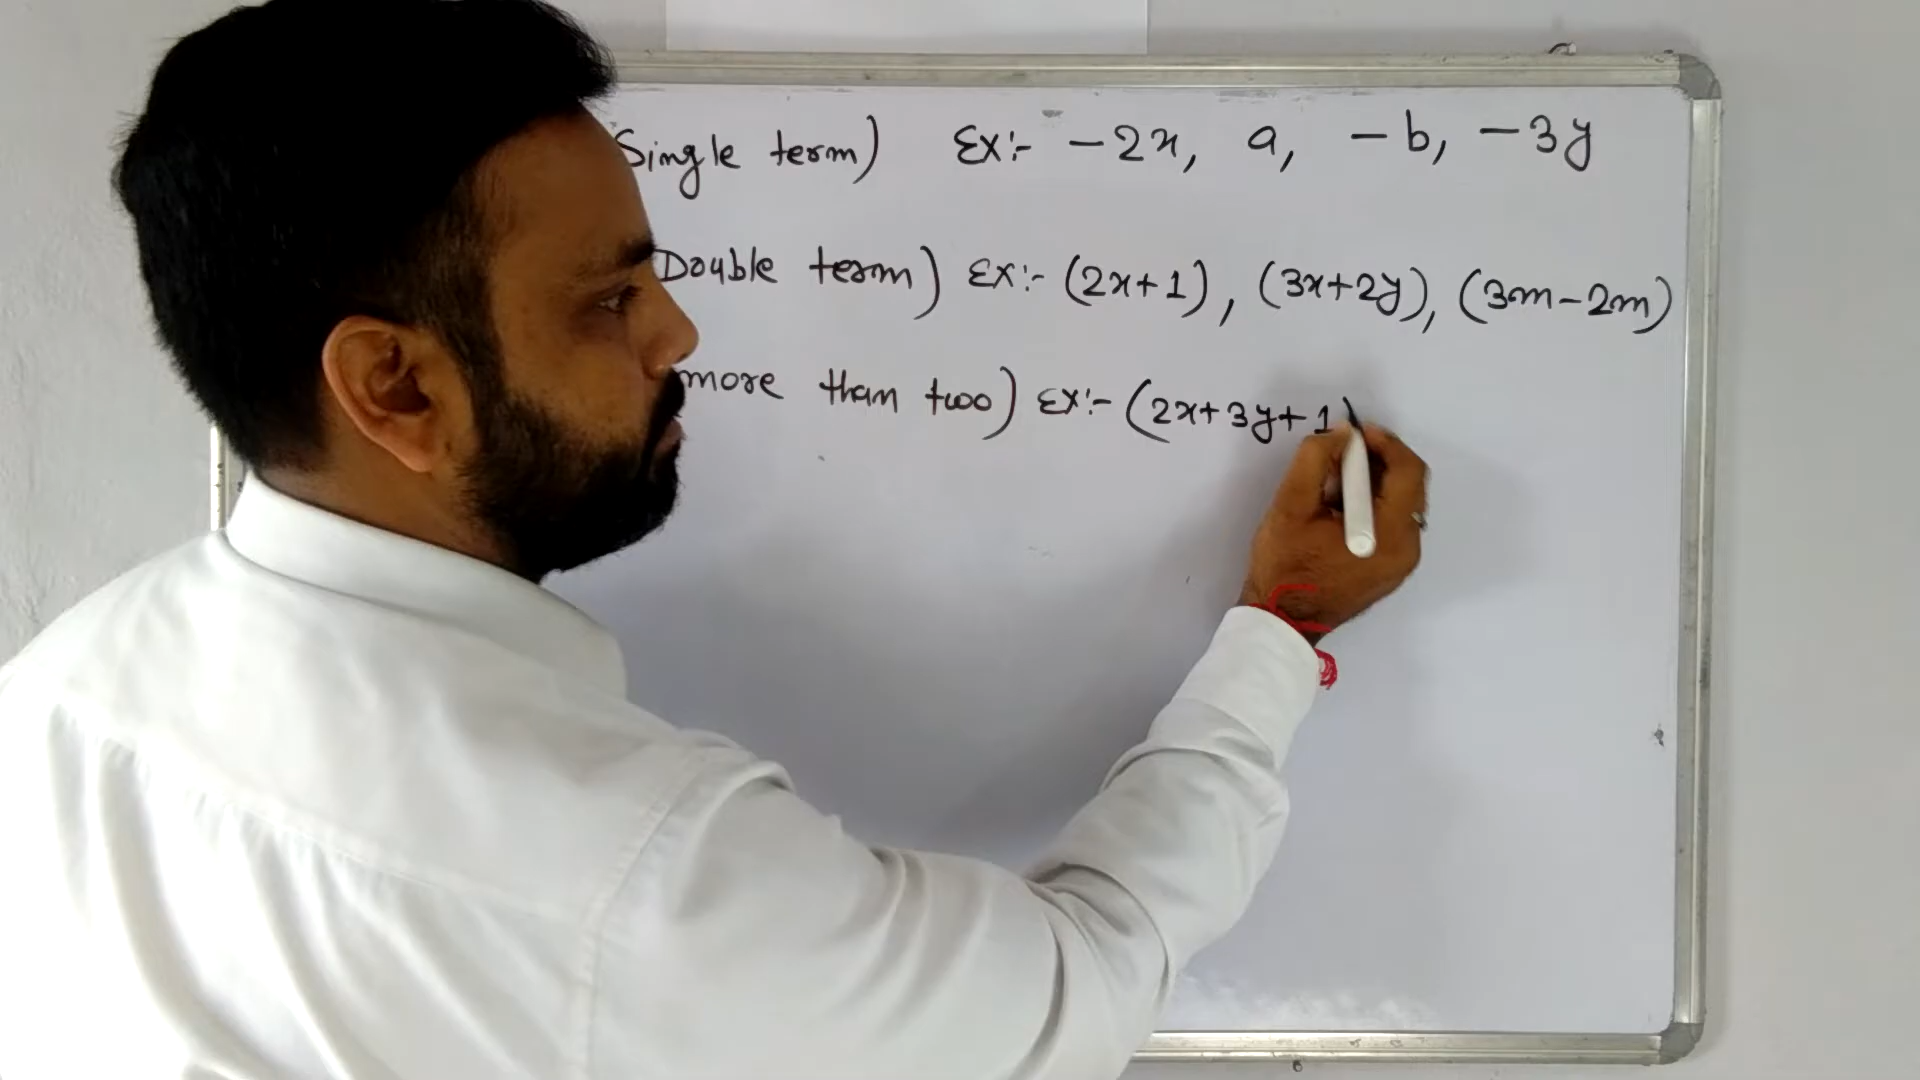 Single term) Ex:- -2x, a, -b, -3y
Double term) Ex:- (2x+1), (3x+2y), (3m-2m)
more than two) Ex:- (2x+3y+1)